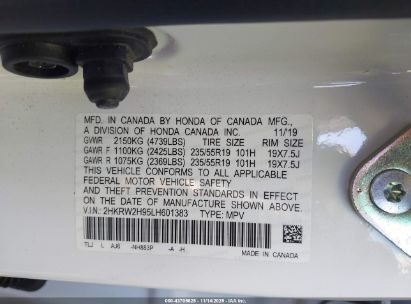 MFD. IN CANADA BY HONDA OF CANADA MFG.,
A DIVISION OF HONDA CANADA INC. 11/19
TIRE SIZE RIM SIZE
GVWR 2150KG (4739LBS)
GAWR F 1100KG (2425LBS) 235/55R19 101H 19X7.5J
GAWR R 1075KG (2369LBS) 235/55R19 101H 19X7.5J
THIS VEHICLE CONFORMS TO ALL APPLICABLE
FEDERAL MOTOR VEHICLE SAFETY
AND THEFT PREVENTION STANDARDS IN EFFECT
ON THE DATE OF MANUFACTURE SHOWN ABOVE.
V.I.N.: 2HKRW2H95LH601383 TYPE: MPV
TLJ L AJ6 -NH883P -A -H
MADE IN CANADA